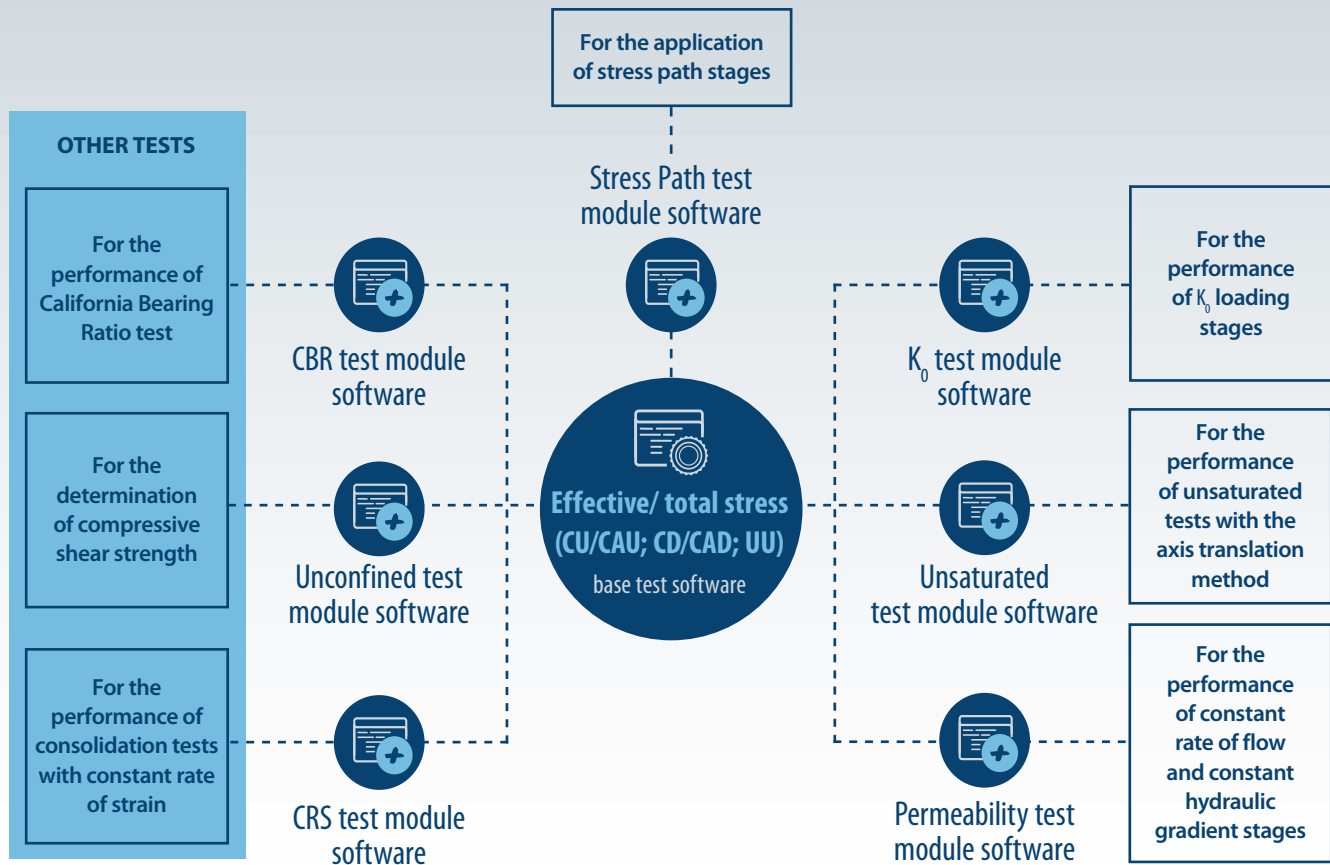 For the application
of stress path stages
Stress Path test
module software
OTHER TESTS
For the
performance of
California Bearing
Ratio test
CBR test module
software
For the
determination
of compressive
shear strength
Unconfined test
module software
For the
performance of
consolidation tests
with constant rate
of strain
CRS test module
software
Effective/ total stress
(CU/CAU; CD/CAD; UU)
base test software
K₀ test module
software
For the
performance
of K₀ loading
stages
Unsaturated
test module software
For the
performance
of unsaturated
tests with the
axis translation
method
Permeability test
module software
For the
performance
of constant
rate of flow
and constant
hydraulic
gradient stages